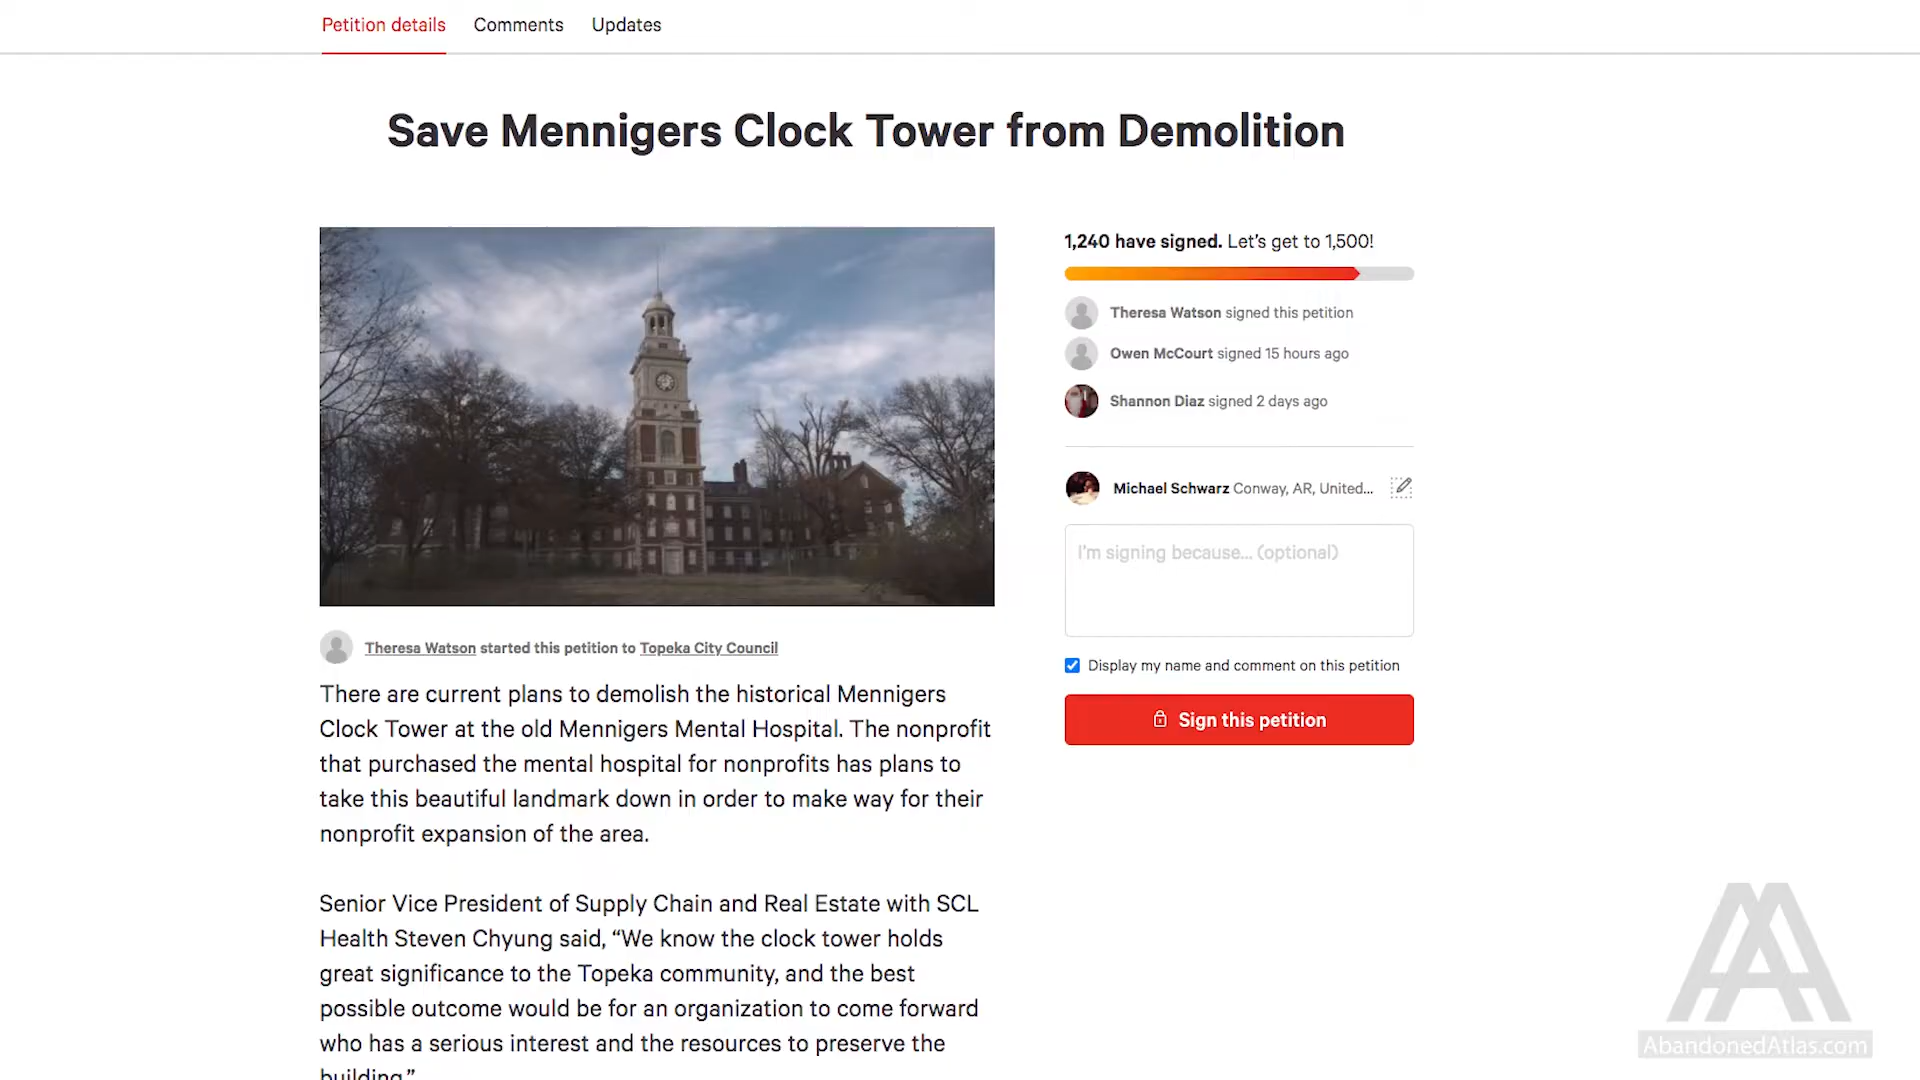 Petition details Comments Updates
Save Mennigers Clock Tower from Demolition
1,240 have signed. Let's get to 1,500!
Theresa Watson signed this petition
Owen McCourt signed 15 hours ago
Shannon Diaz signed 2 days ago
Michael Schwarz Conway, AR, United...
I'm signing because... (optional)
Display my name and comment on this petition
Sign this petition
Theresa Watson started this petition to Topeka City Council
There are current plans to demolish the historical Mennigers
Clock Tower at the old Mennigers Mental Hospital. The nonprofit
that purchased the mental hospital for nonprofits has plans to
take this beautiful landmark down in order to make way for their
nonprofit expansion of the area.
Senior Vice President of Supply Chain and Real Estate with SCL
Health Steven Chyung said, “We know the clock tower holds
great significance to the Topeka community, and the best
possible outcome would be for an organization to come forward
who has a serious interest and the resources to preserve the
building.”
AbandonedAtlas.com